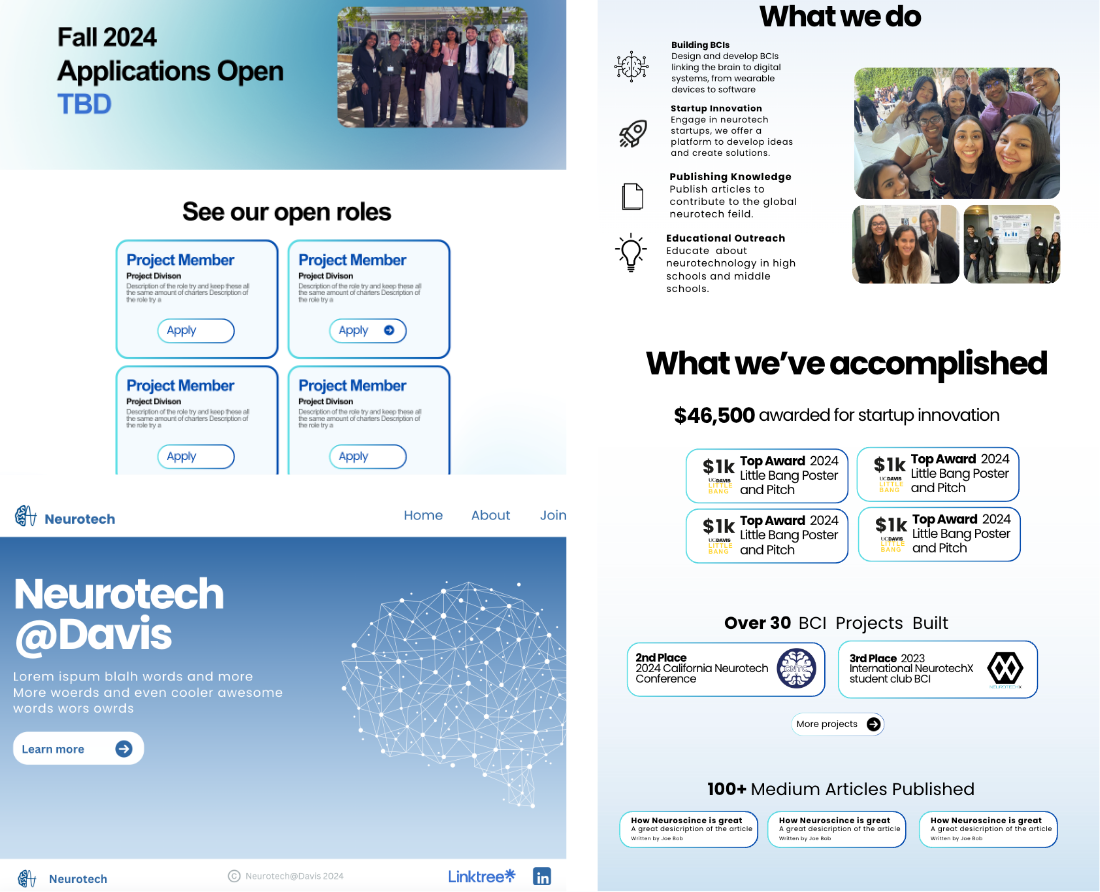 Fall 2024
Applications Open
TBD
See our open roles
Project Member
Project Divison
Description of the role try and keep these all
the same amount of charters Description of
the role try a
Apply
Project Member
Project Divison
Description of the role try and keep these all
the same amount of charters Description of
the role try a
Apply
Project Member
Project Divison
Description of the role try and keep these all
the same amount of charters Description of
the role try a
Apply
Project Member
Project Divison
Description of the role try and keep these all
the same amount of charters Description of
the role try a
Apply
Neurotech
Home
About
Join
Neurotech
@Davis
Lorem ispum blalh words and more
More woerds and even cooler awesome
words wors owrds
Learn more
Neurotech
© Neurotech@Davis 2024
Linktree*
in
What we do
Building BCIs
Design and develop BCIs
linking the brain to digital
systems, from wearable
devices to software
Startup Innovation
Engage in neurotech
startups, we offer a
platform to develop ideas
and create solutions.
Publishing Knowledge
Publish articles to
contribute to the global
neurotech feild.
Educational Outreach
Educate about
neurotechnology in high
schools and middle
schools.
What we've accomplished
$46,500 awarded for startup innovation
$1k
UCDAVIS
LITTLE
BANG
Top Award 2024
Little Bang Poster
and Pitch
$1k
UCDAVIS
LITTLE
BANG
Top Award 2024
Little Bang Poster
and Pitch
$1k
UCDAVIS
LITTLE
BANG
Top Award 2024
Little Bang Poster
and Pitch
$1k
UCDAVIS
LITTLE
BANG
Top Award 2024
Little Bang Poster
and Pitch
Over 30 BCI Projects Built
2nd Place
2024 California Neurotech
Conference
CNTC
3rd Place 2023
International NeurotechX
student club BCI
NEUROTECHX
More projects
100+ Medium Articles Published
How Neuroscince is great
A great desicription of the article
Written by Joe Bob
How Neuroscince is great
A great desicription of the article
Written by Joe Bob
How Neuroscince is great
A great desicription of the article
Written by Joe Bob